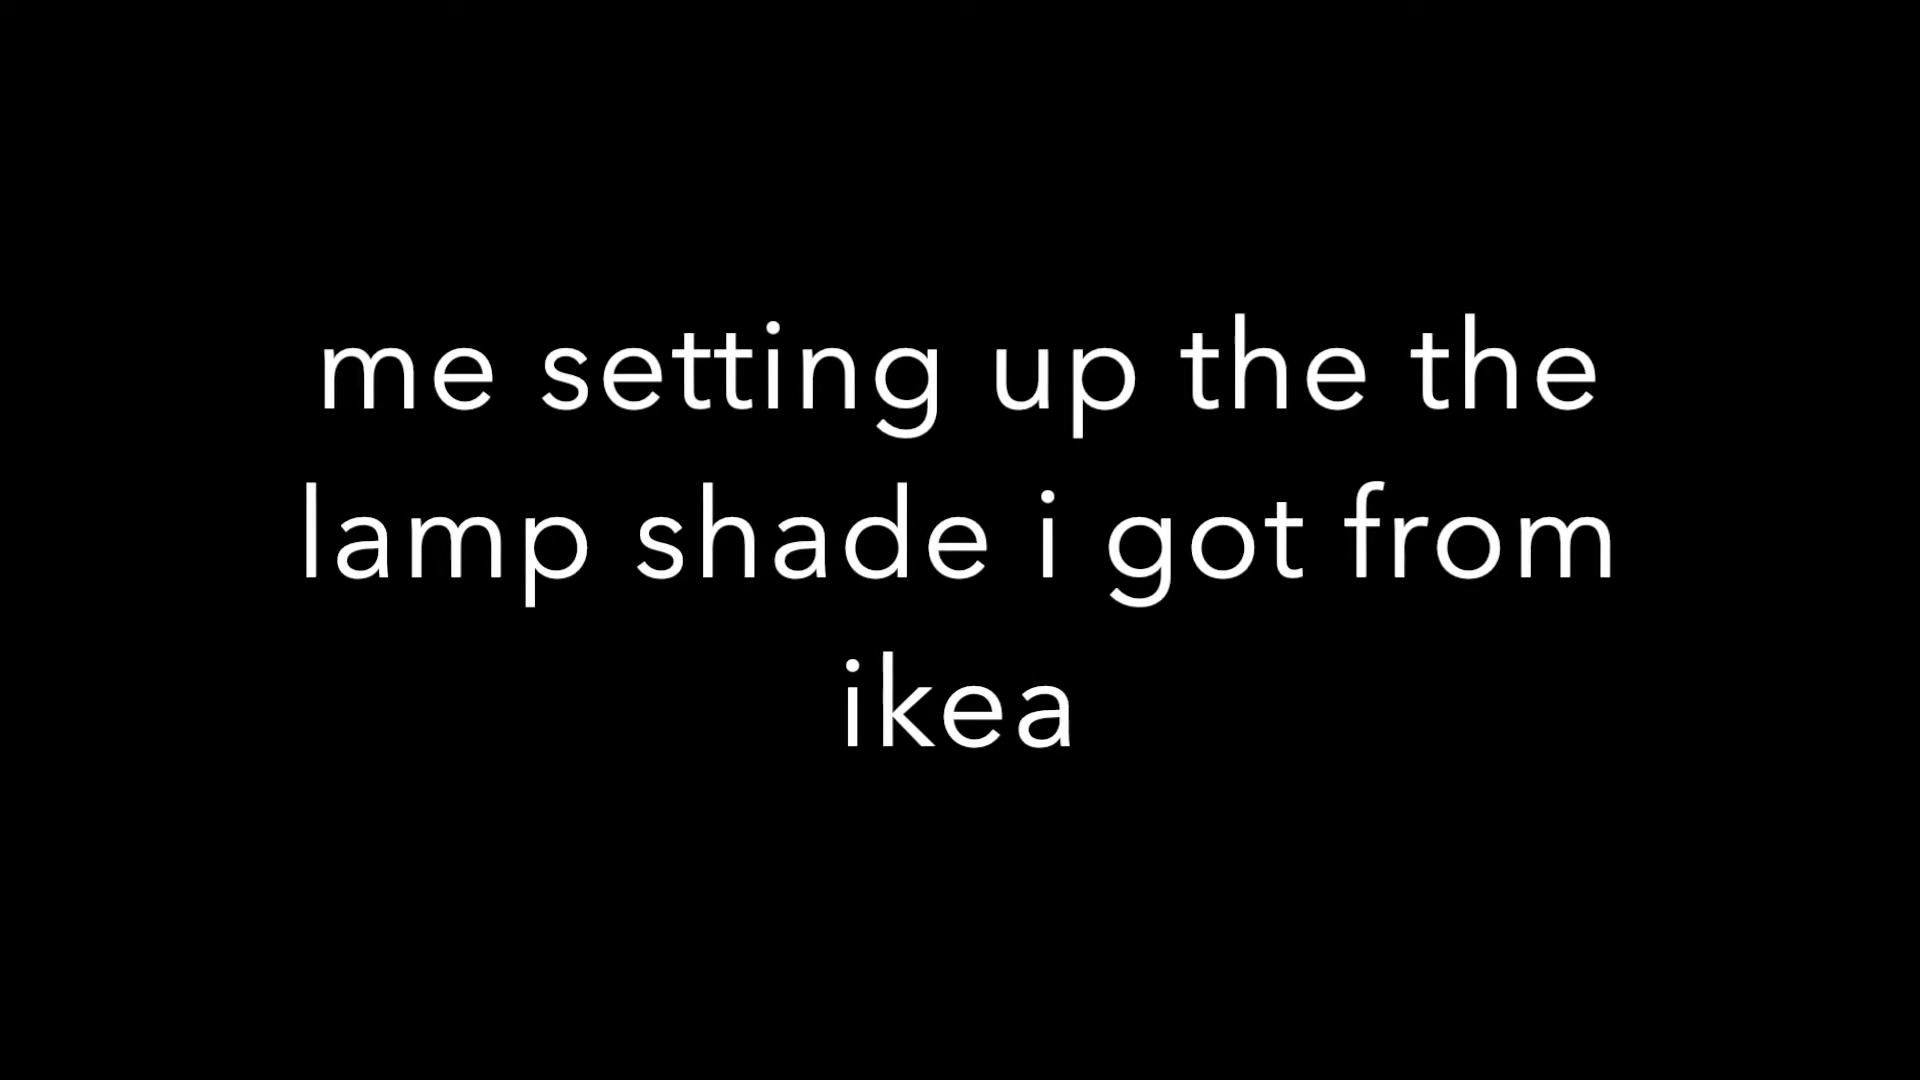 me setting up the the
lamp shade i got from
ikea